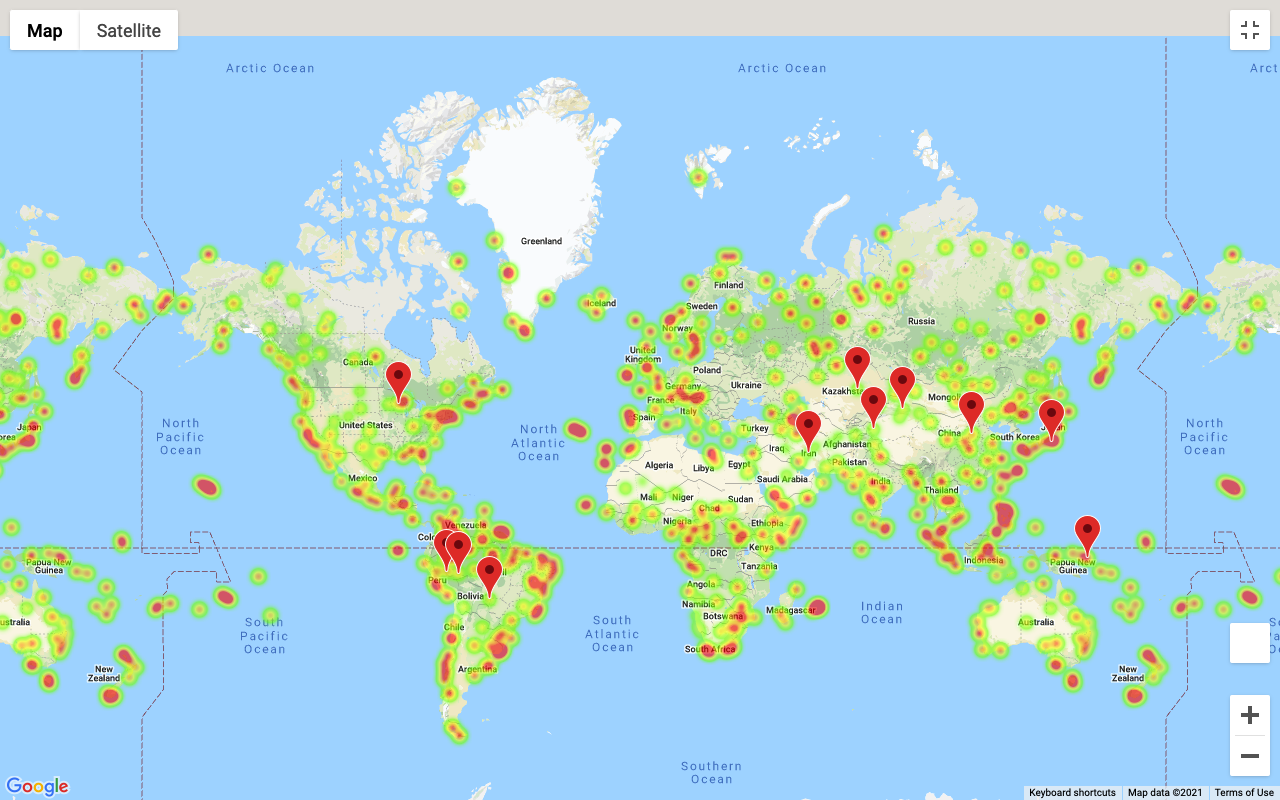 Map
Satellite
Arctic Ocean
Arctic Ocean
Arct
Greenland
Iceland
Finland
Sweden
Norway
Russia
United
Kingdom
Canada
Poland
Ukraine
Kazakhsta
Mongol
Germany
France
Italy
Spain
Turkey
United States
North
Pacific
Ocean
North
Atlantic
Ocean
North
Pacific
Ocean
Japan
orea
China
South Korea
Iraq
Iran
Afghanistan
Pakistan
Algeria
Libya
Egypt
Saudi Arabia
India
Mexico
Mali
Niger
Sudan
Chad
Thailand
Nigeria
Ethiopia
Venezuela
Colo
DRC
Kenya
Indonesia
Papua New
Guinea
Papua New
Guinea
Tanzania
Peru
Bolivia
Angola
Namibia
Botswana
Madagascar
Indian
Ocean
ustralia
Australia
South
Pacific
Ocean
Chile
South
Atlantic
Ocean
South Africa
Argentina
New
Zealand
New
Zealand
Southern
Ocean
Google
Keyboard shortcuts
Map data ©2021
Terms of Use